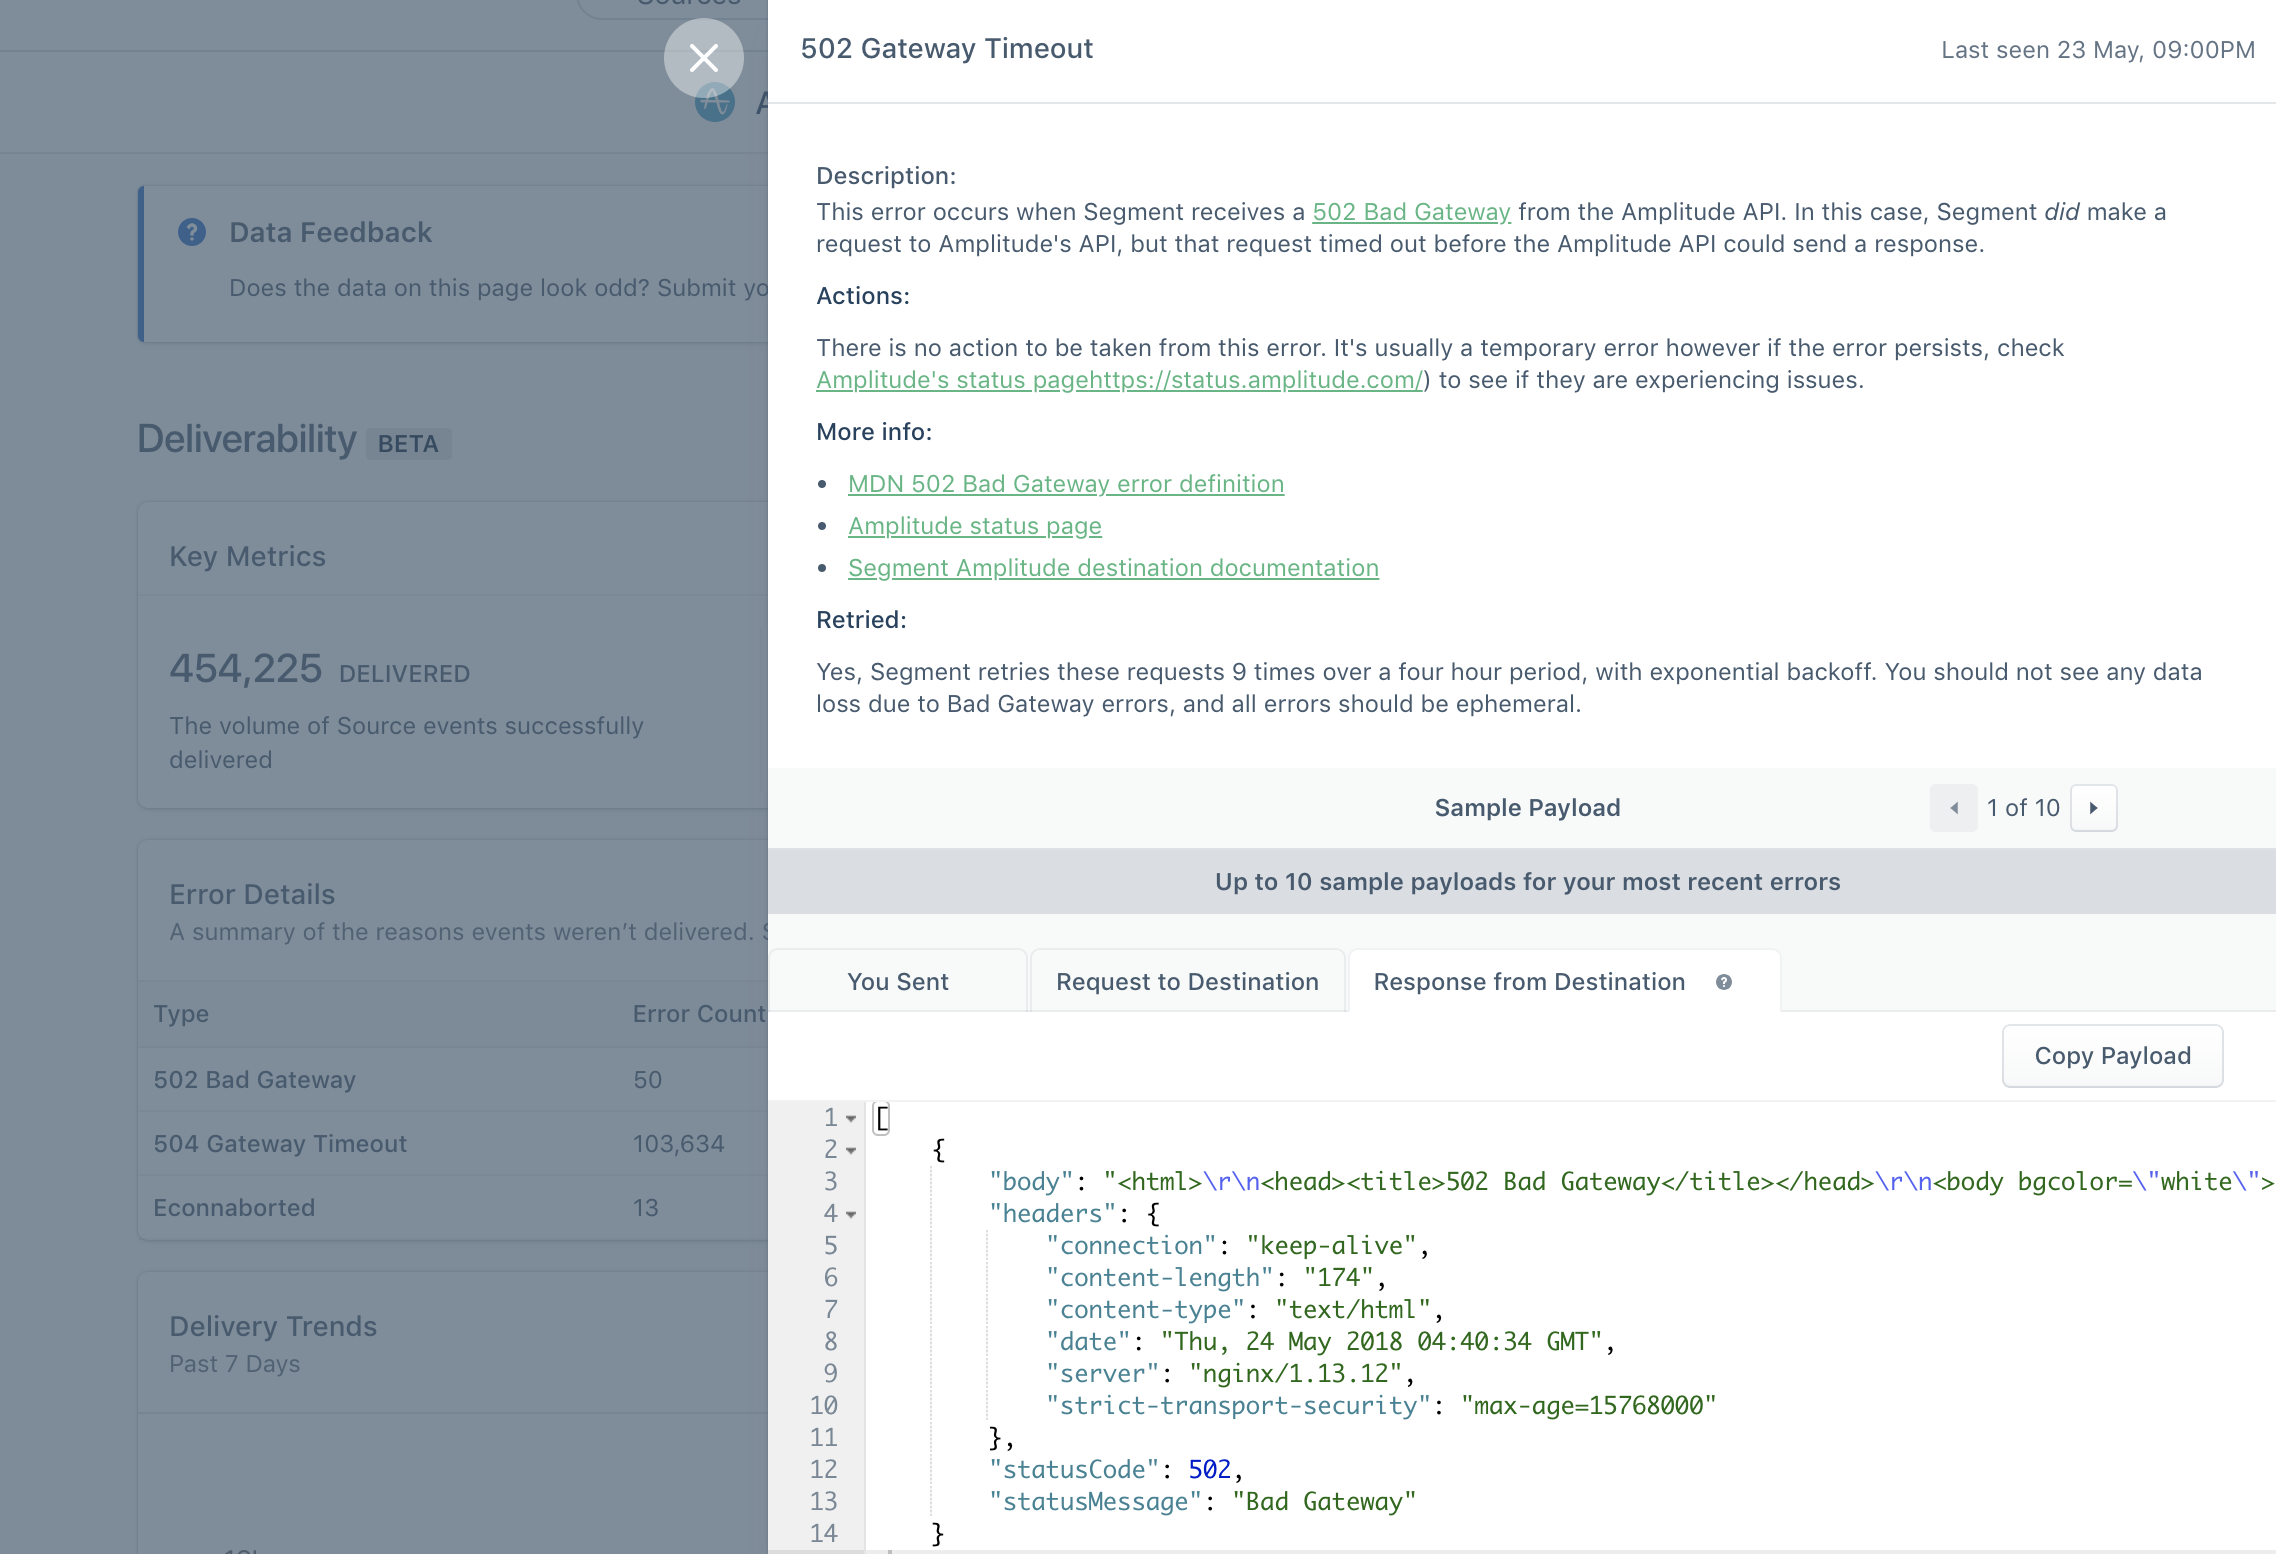 Sources
502 Gateway Timeout
Last seen 23 May, 09:00PM
A
Data Feedback
Does the data on this page look odd? Submit yo
Deliverability BETA
Key Metrics
454,225 DELIVERED
The volume of Source events successfully
delivered
Error Details
A summary of the reasons events weren't delivered. S
Type Error Count
502 Bad Gateway 50
504 Gateway Timeout 103,634
Econnaborted 13
Delivery Trends
Past 7 Days
Description:
This error occurs when Segment receives a 502 Bad Gateway from the Amplitude API. In this case, Segment did make a
request to Amplitude's API, but that request timed out before the Amplitude API could send a response.
Actions:
There is no action to be taken from this error. It's usually a temporary error however if the error persists, check
Amplitude's status pagehttps://status.amplitude.com/) to see if they are experiencing issues.
More info:
• MDN 502 Bad Gateway error definition
• Amplitude status page
• Segment Amplitude destination documentation
Retried:
Yes, Segment retries these requests 9 times over a four hour period, with exponential backoff. You should not see any data
loss due to Bad Gateway errors, and all errors should be ephemeral.
Sample Payload
1 of 10
Up to 10 sample payloads for your most recent errors
You Sent
Request to Destination
Response from Destination
Copy Payload
1 [
2 {
3 "body": "<html>\r\n<head><title>502 Bad Gateway</title></head>\r\n<body bgcolor=\"white\">
4 "headers": {
5 "connection": "keep-alive",
6 "content-length": "174",
7 "content-type": "text/html",
8 "date": "Thu, 24 May 2018 04:40:34 GMT",
9 "server": "nginx/1.13.12",
10 "strict-transport-security": "max-age=15768000"
11 },
12 "statusCode": 502,
13 "statusMessage": "Bad Gateway"
14 }